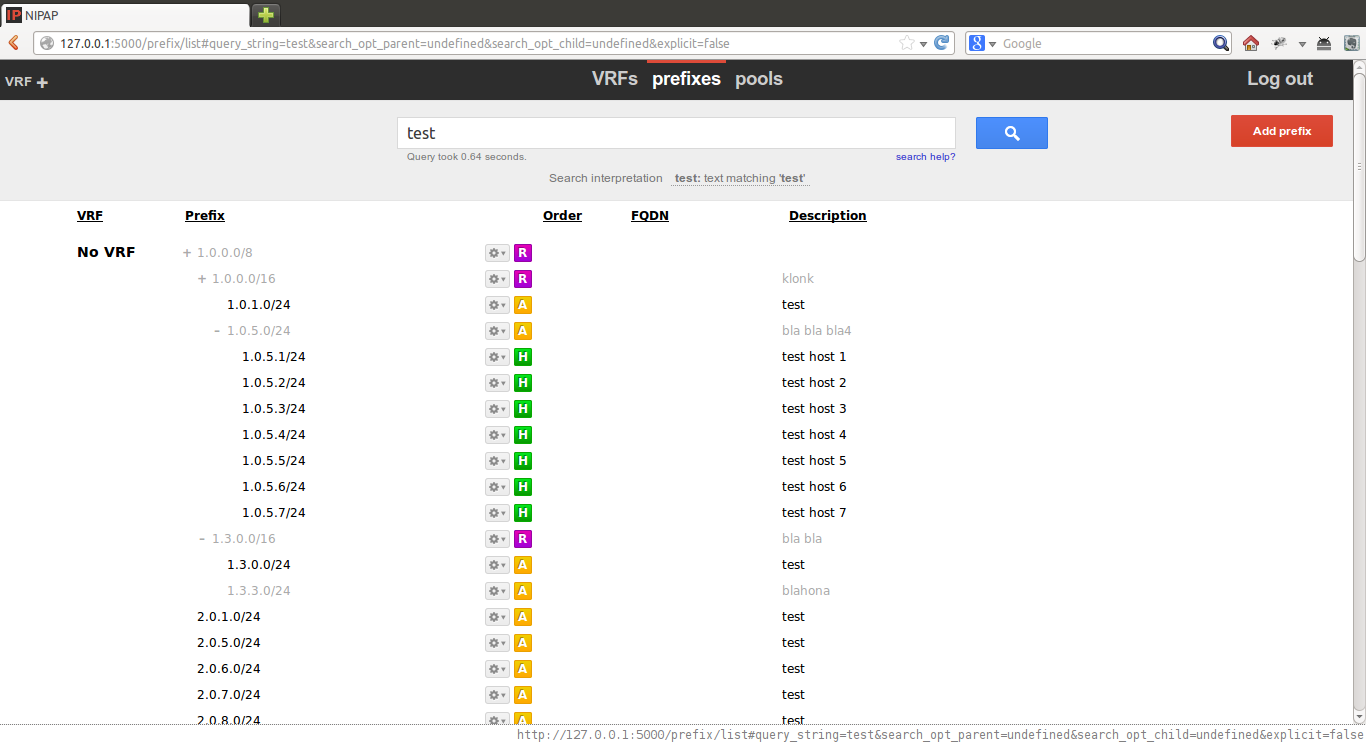 IP NIPAP
127.0.0.1:5000/prefix/list#query_string=test&search_opt_parent=undefined&search_opt_child=undefined&explicit=false
8 Google
VRF + VRFs prefixes pools Log out
test Add prefix
Query took 0.64 seconds. search help?
Search interpretation test: text matching 'test'
VRF Prefix Order FQDN Description
No VRF + 1.0.0.0/8 R
+ 1.0.0.0/16 R klonk
1.0.1.0/24 A test
– 1.0.5.0/24 A bla bla bla4
1.0.5.1/24 H test host 1
1.0.5.2/24 H test host 2
1.0.5.3/24 H test host 3
1.0.5.4/24 H test host 4
1.0.5.5/24 H test host 5
1.0.5.6/24 H test host 6
1.0.5.7/24 H test host 7
– 1.3.0.0/16 R bla bla
1.3.0.0/24 A test
1.3.3.0/24 A blahona
2.0.1.0/24 A test
2.0.5.0/24 A test
2.0.6.0/24 A test
2.0.7.0/24 A test
2.0.8.0/24 A test
http://127.0.0.1:5000/prefix/list#query_string=test&search_opt_parent=undefined&search_opt_child=undefined&explicit=false